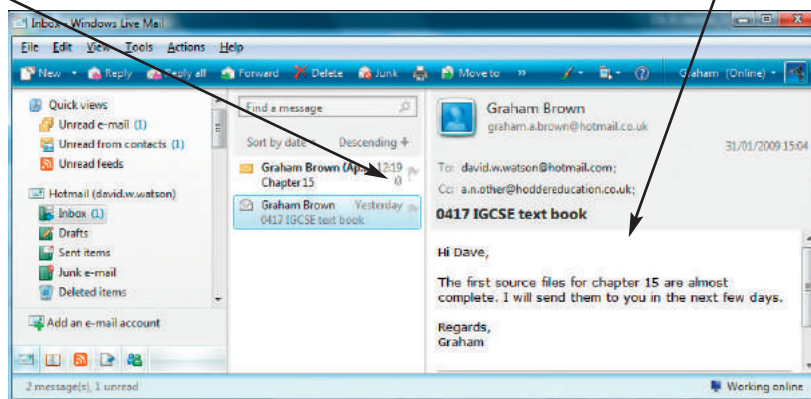 Inbox - Windows Live Mail
File Edit View Tools Actions Help
New Reply Reply all Forward Delete Junk Move to » Graham (Online)
Quick views
Unread e-mail (1)
Unread from contacts (1)
Unread feeds
Hotmail (david.w.watson)
Inbox (1)
Drafts
Sent items
Junk e-mail
Deleted items
Add an e-mail account
Find a message
Sort by date Descending
Graham Brown (Ap... 12:19
Chapter 15
Graham Brown Yesterday
0417 IGCSE text book
Graham Brown
graham.a.brown@hotmail.co.uk
31/01/2009 15:04
To: david.w.watson@hotmail.com;
Cc: a.n.other@hoddereducation.co.uk;
0417 IGCSE text book
Hi Dave,
The first source files for chapter 15 are almost
complete. I will send them to you in the next few days.
Regards,
Graham
2 message(s), 1 unread
Working online